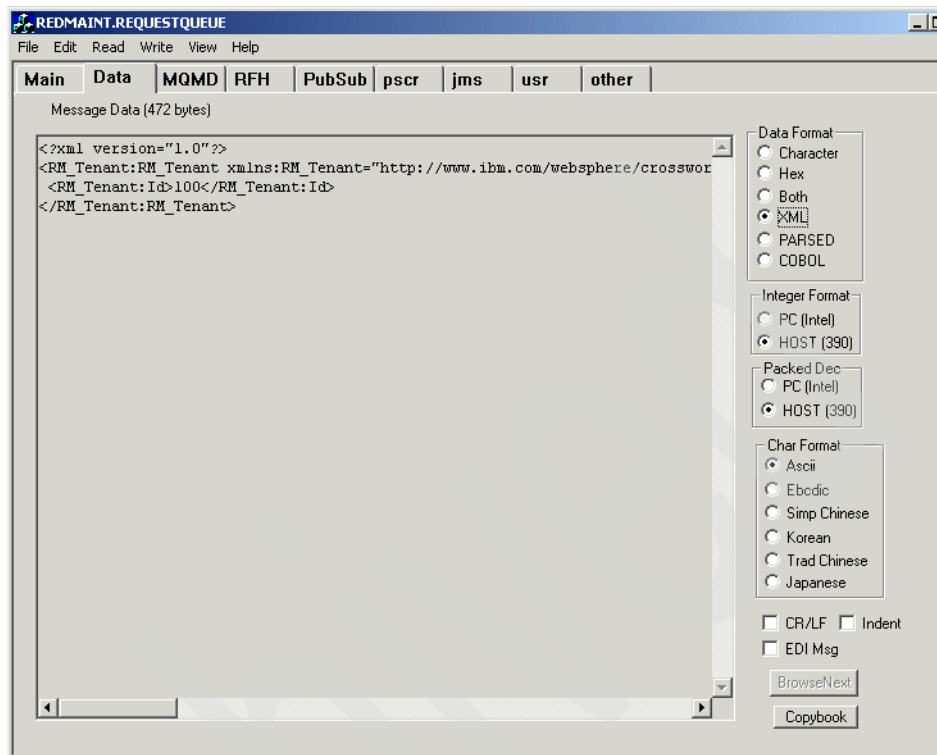 REDMAINT.REQUESTQUEUE
File Edit Read Write View Help
Main Data MQMD RFH PubSub pscr jms usr other
Message Data (472 bytes)
<?xml version="1.0"?>
<RM_Tenant:RM_Tenant xmlns:RM_Tenant="http://www.ibm.com/websphere/crosswor
<RM_Tenant:Id>100</RM_Tenant:Id>
</RM_Tenant:RM_Tenant>
Data Format
Character
Hex
Both
XML
PARSED
COBOL
Integer Format
PC (Intel)
HOST (390)
Packed Dec
PC (Intel)
HOST (390)
Char Format
Ascii
Ebcdic
Simp Chinese
Korean
Trad Chinese
Japanese
CR/LF Indent
EDI Msg
BrowseNext
Copybook